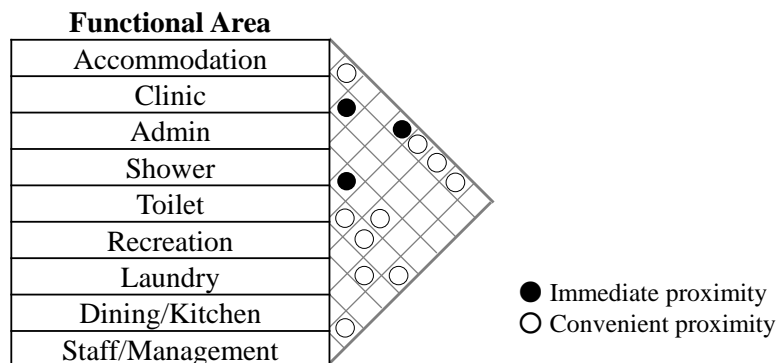 Functional Area
Accommodation
Clinic
Admin
Shower
Toilet
Recreation
Laundry
Dining/Kitchen
Staff/Management
Immediate proximity
Convenient proximity